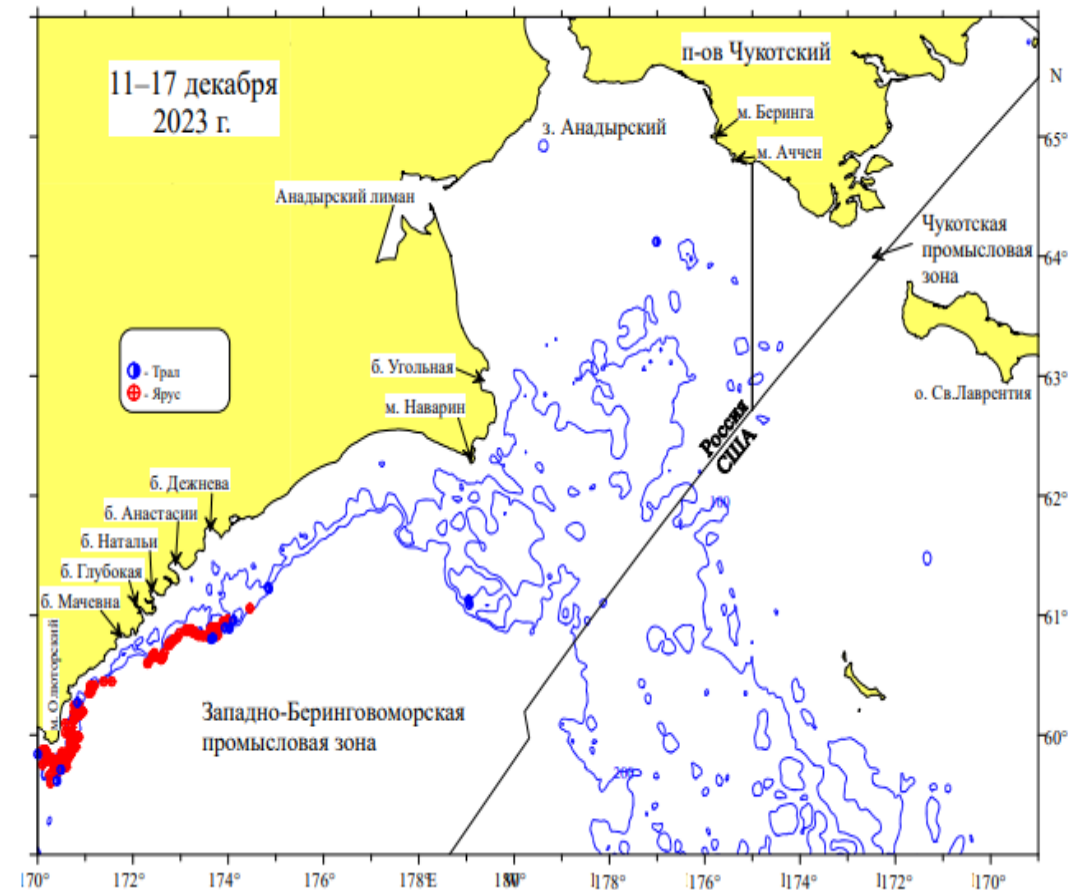 11–17 декабря
2023 г.
п-ов Чукотский
N
м. Беринга
з. Анадырский
65°
м. Аччен
Анадырский лиман
Чукотская
промысловая
зона
64°
- Трал
- Ярус
б. Угольная
63°
о. Св.Лаврентия
м. Наварин
Россия
США
б. Дежнева
62°
100
б. Анастасии
б. Натальи
б. Глубокая
61°
б. Мачевна
м. Олюторский
Западно-Беринговоморская
промысловая зона
60°
200
170° 172° 174° 176° 178°E 180° 178° 176° 174° 172° 170°